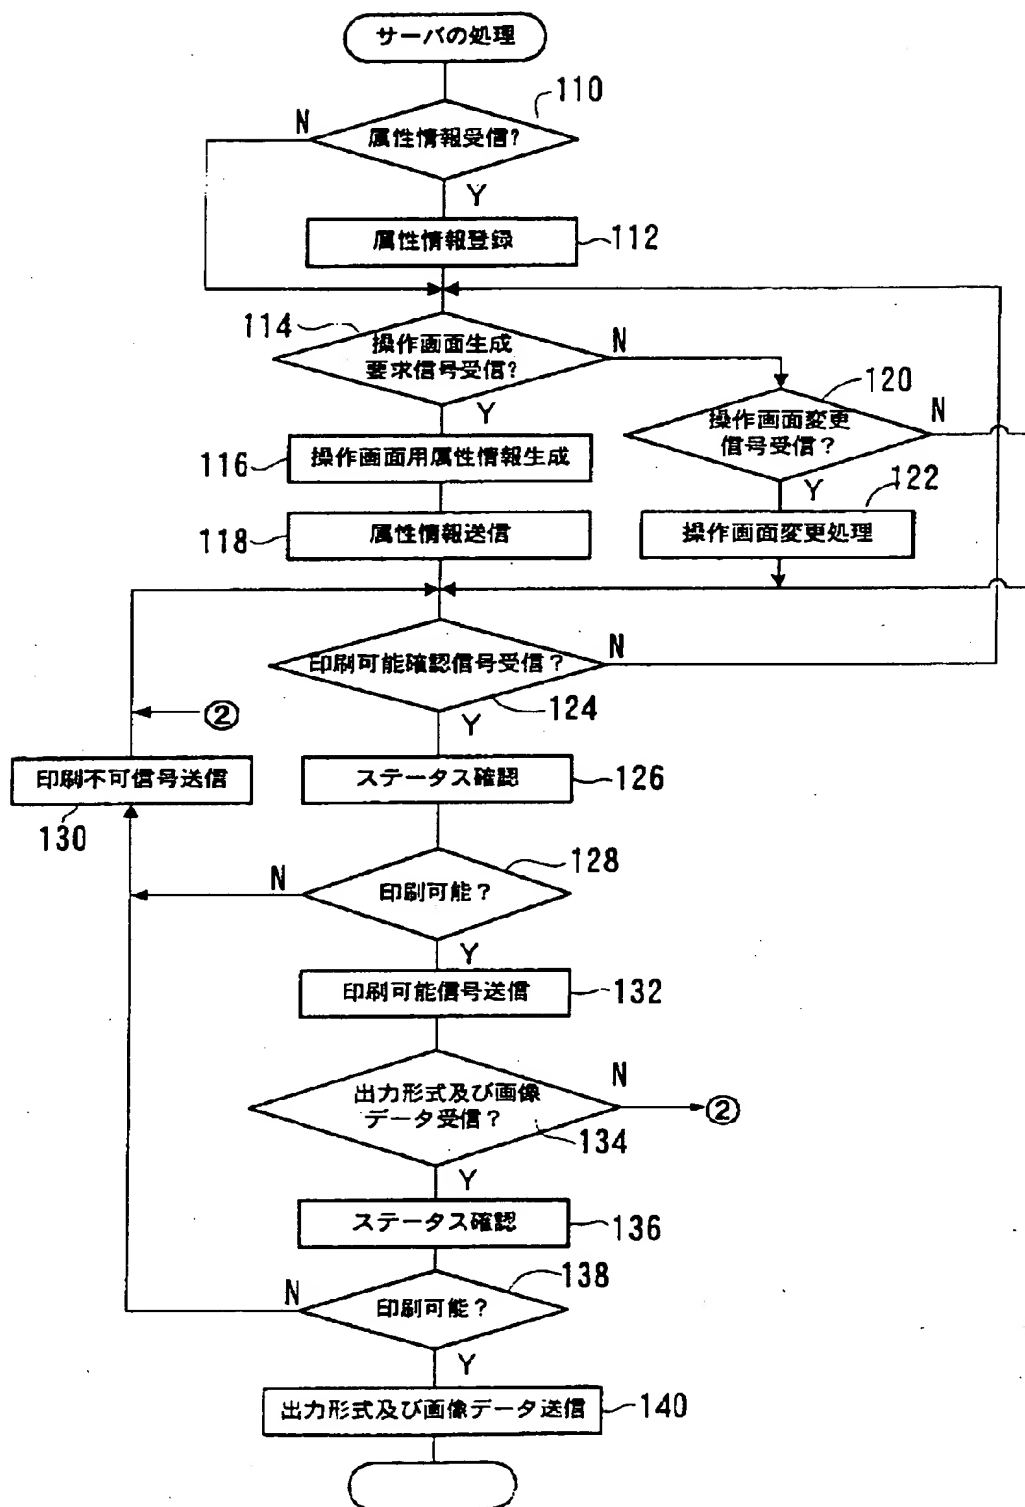 サーバの処理
110
N
属性情報受信?
Y
属性情報登録
112
114
操作画面生成
要求信号受信?
N
Y
120
操作画面変更
信号受信?
N
Y
116
操作画面用属性情報生成
122
118
属性情報送信
操作画面変更処理
印刷可能確認信号受信?
N
124
Y
②
印刷不可信号送信
130
ステータス確認
126
128
N
印刷可能?
Y
印刷可能信号送信
132
出力形式及び画像
データ受信?
N
②
134
Y
ステータス確認
136
138
N
印刷可能?
Y
出力形式及び画像データ送信
140